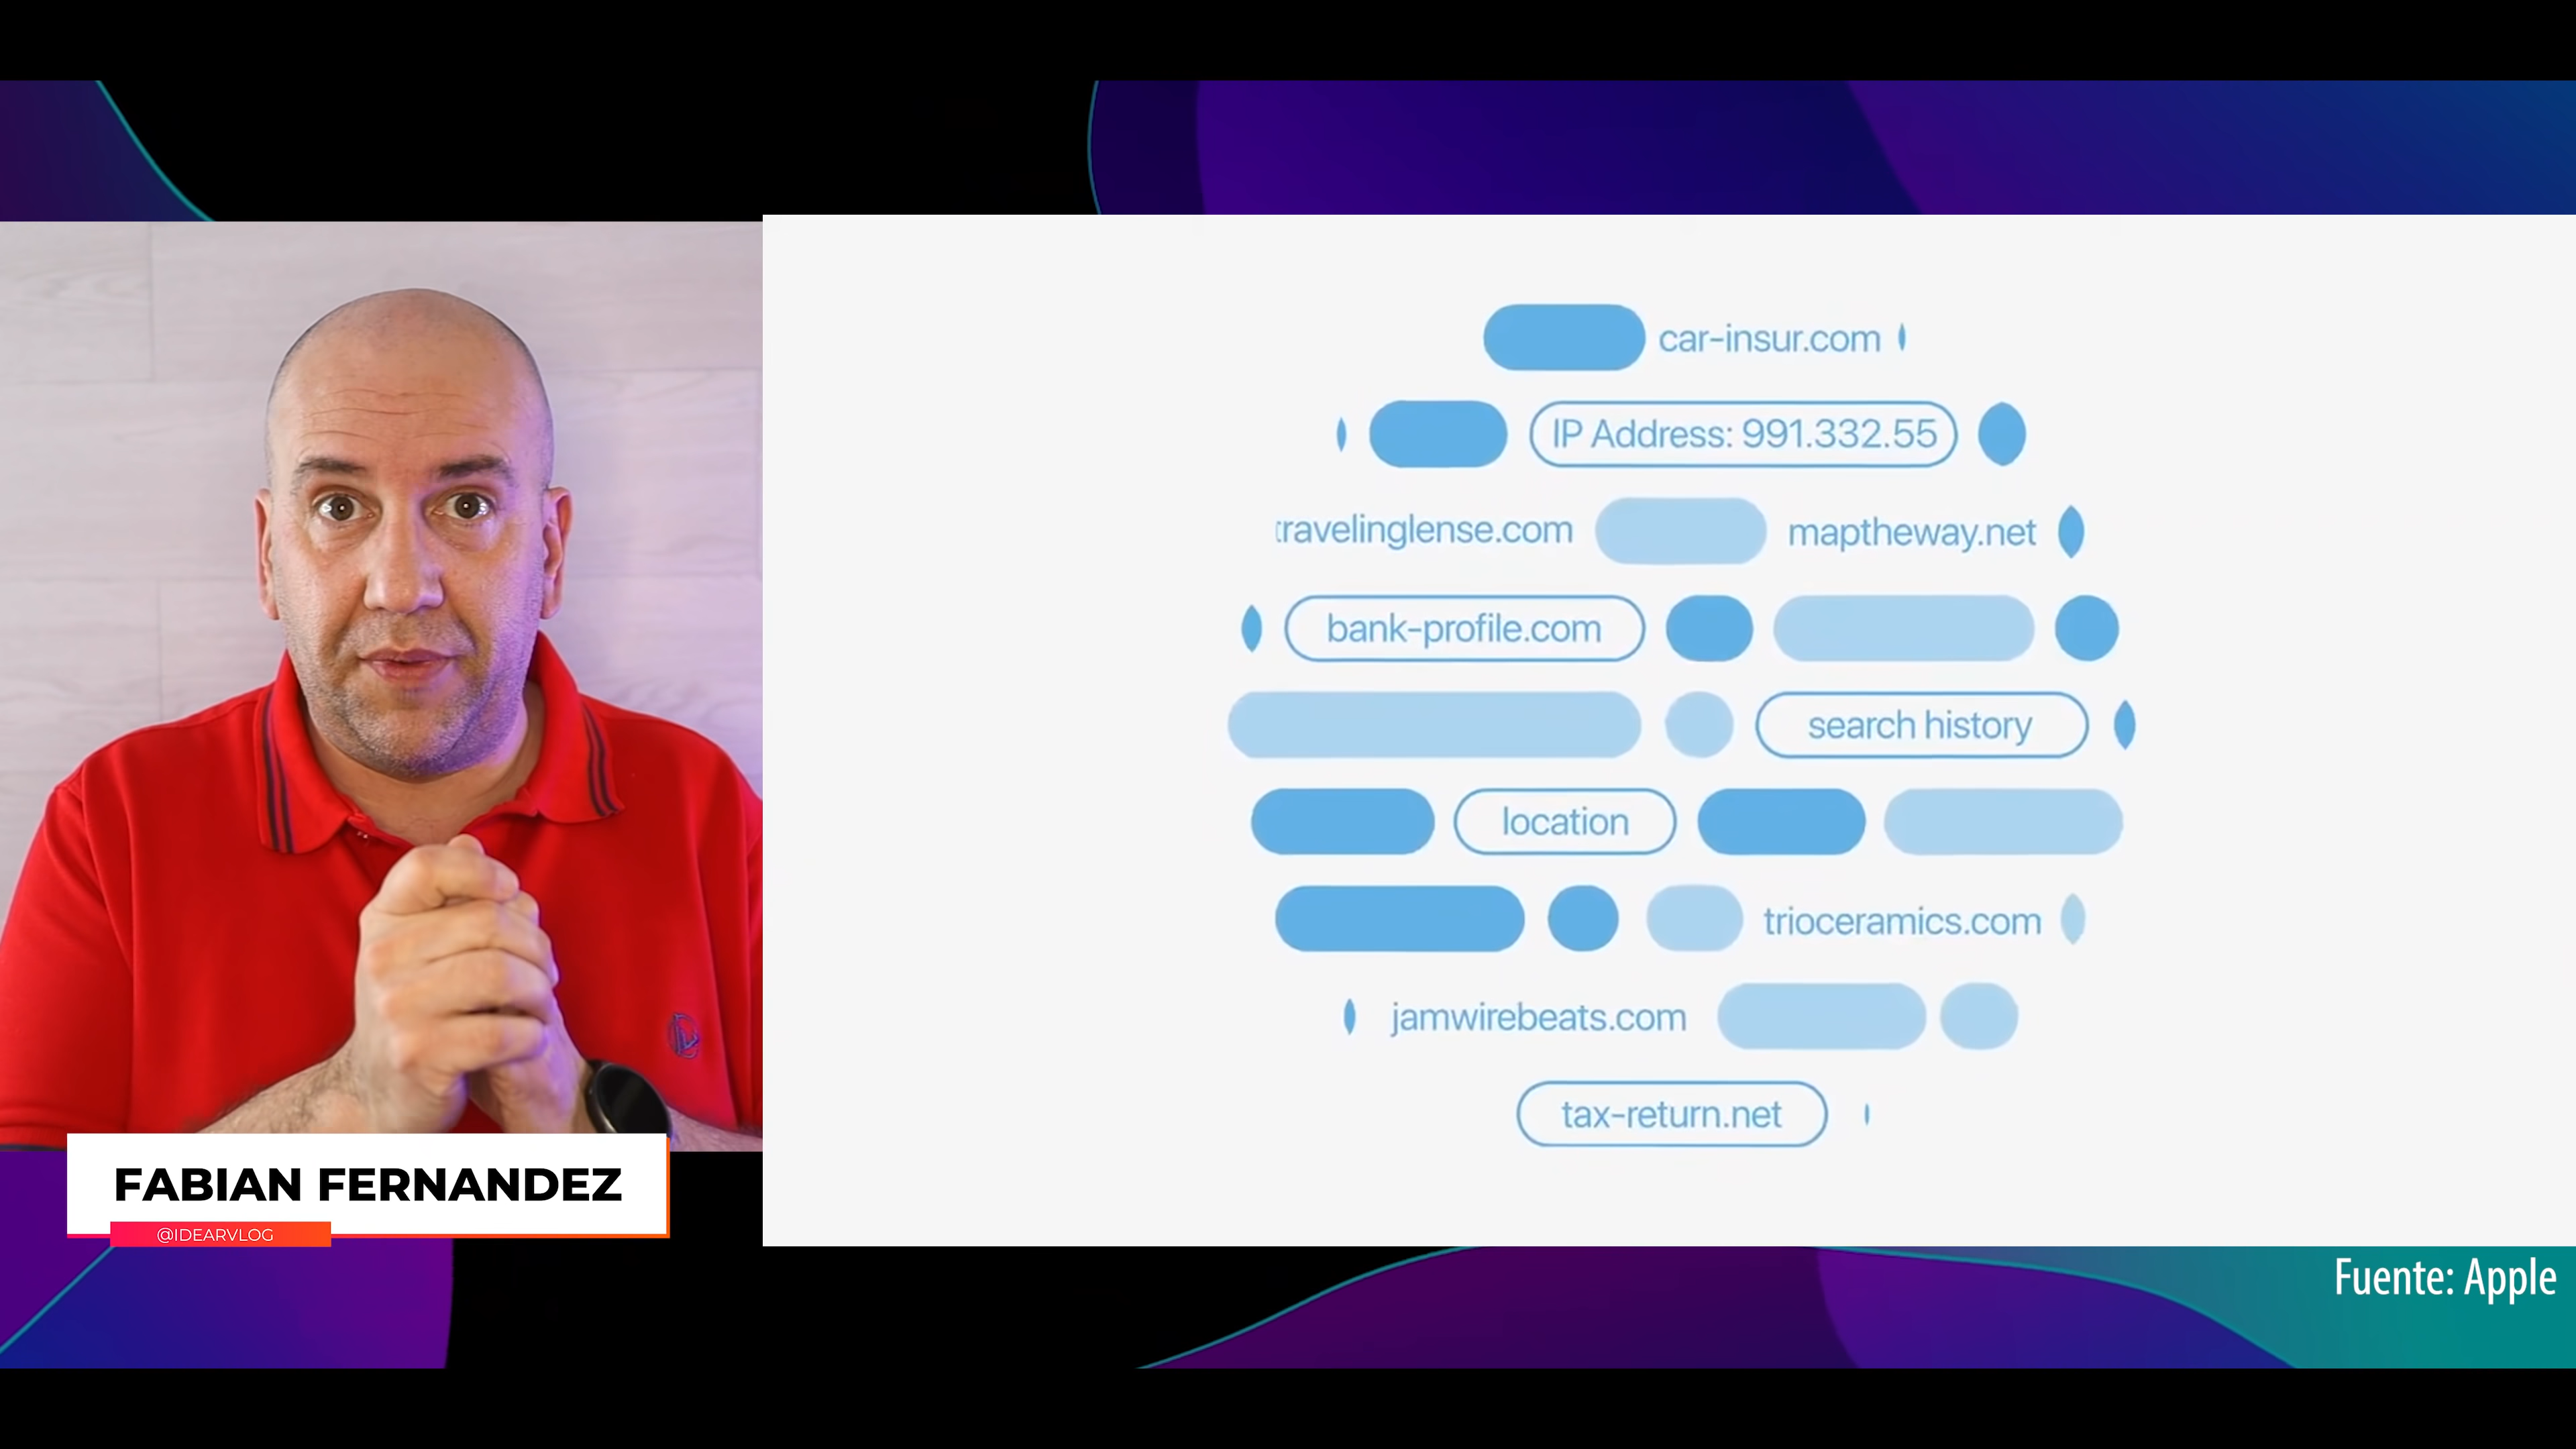 car-insur.com
IP Address: 991.332.55
travelinglense.com maptheway.net
bank-profile.com
search history
location
trioceramics.com
jamwirebeats.com
tax-return.net
FABIAN FERNANDEZ
@IDEARVLOG
Fuente: Apple